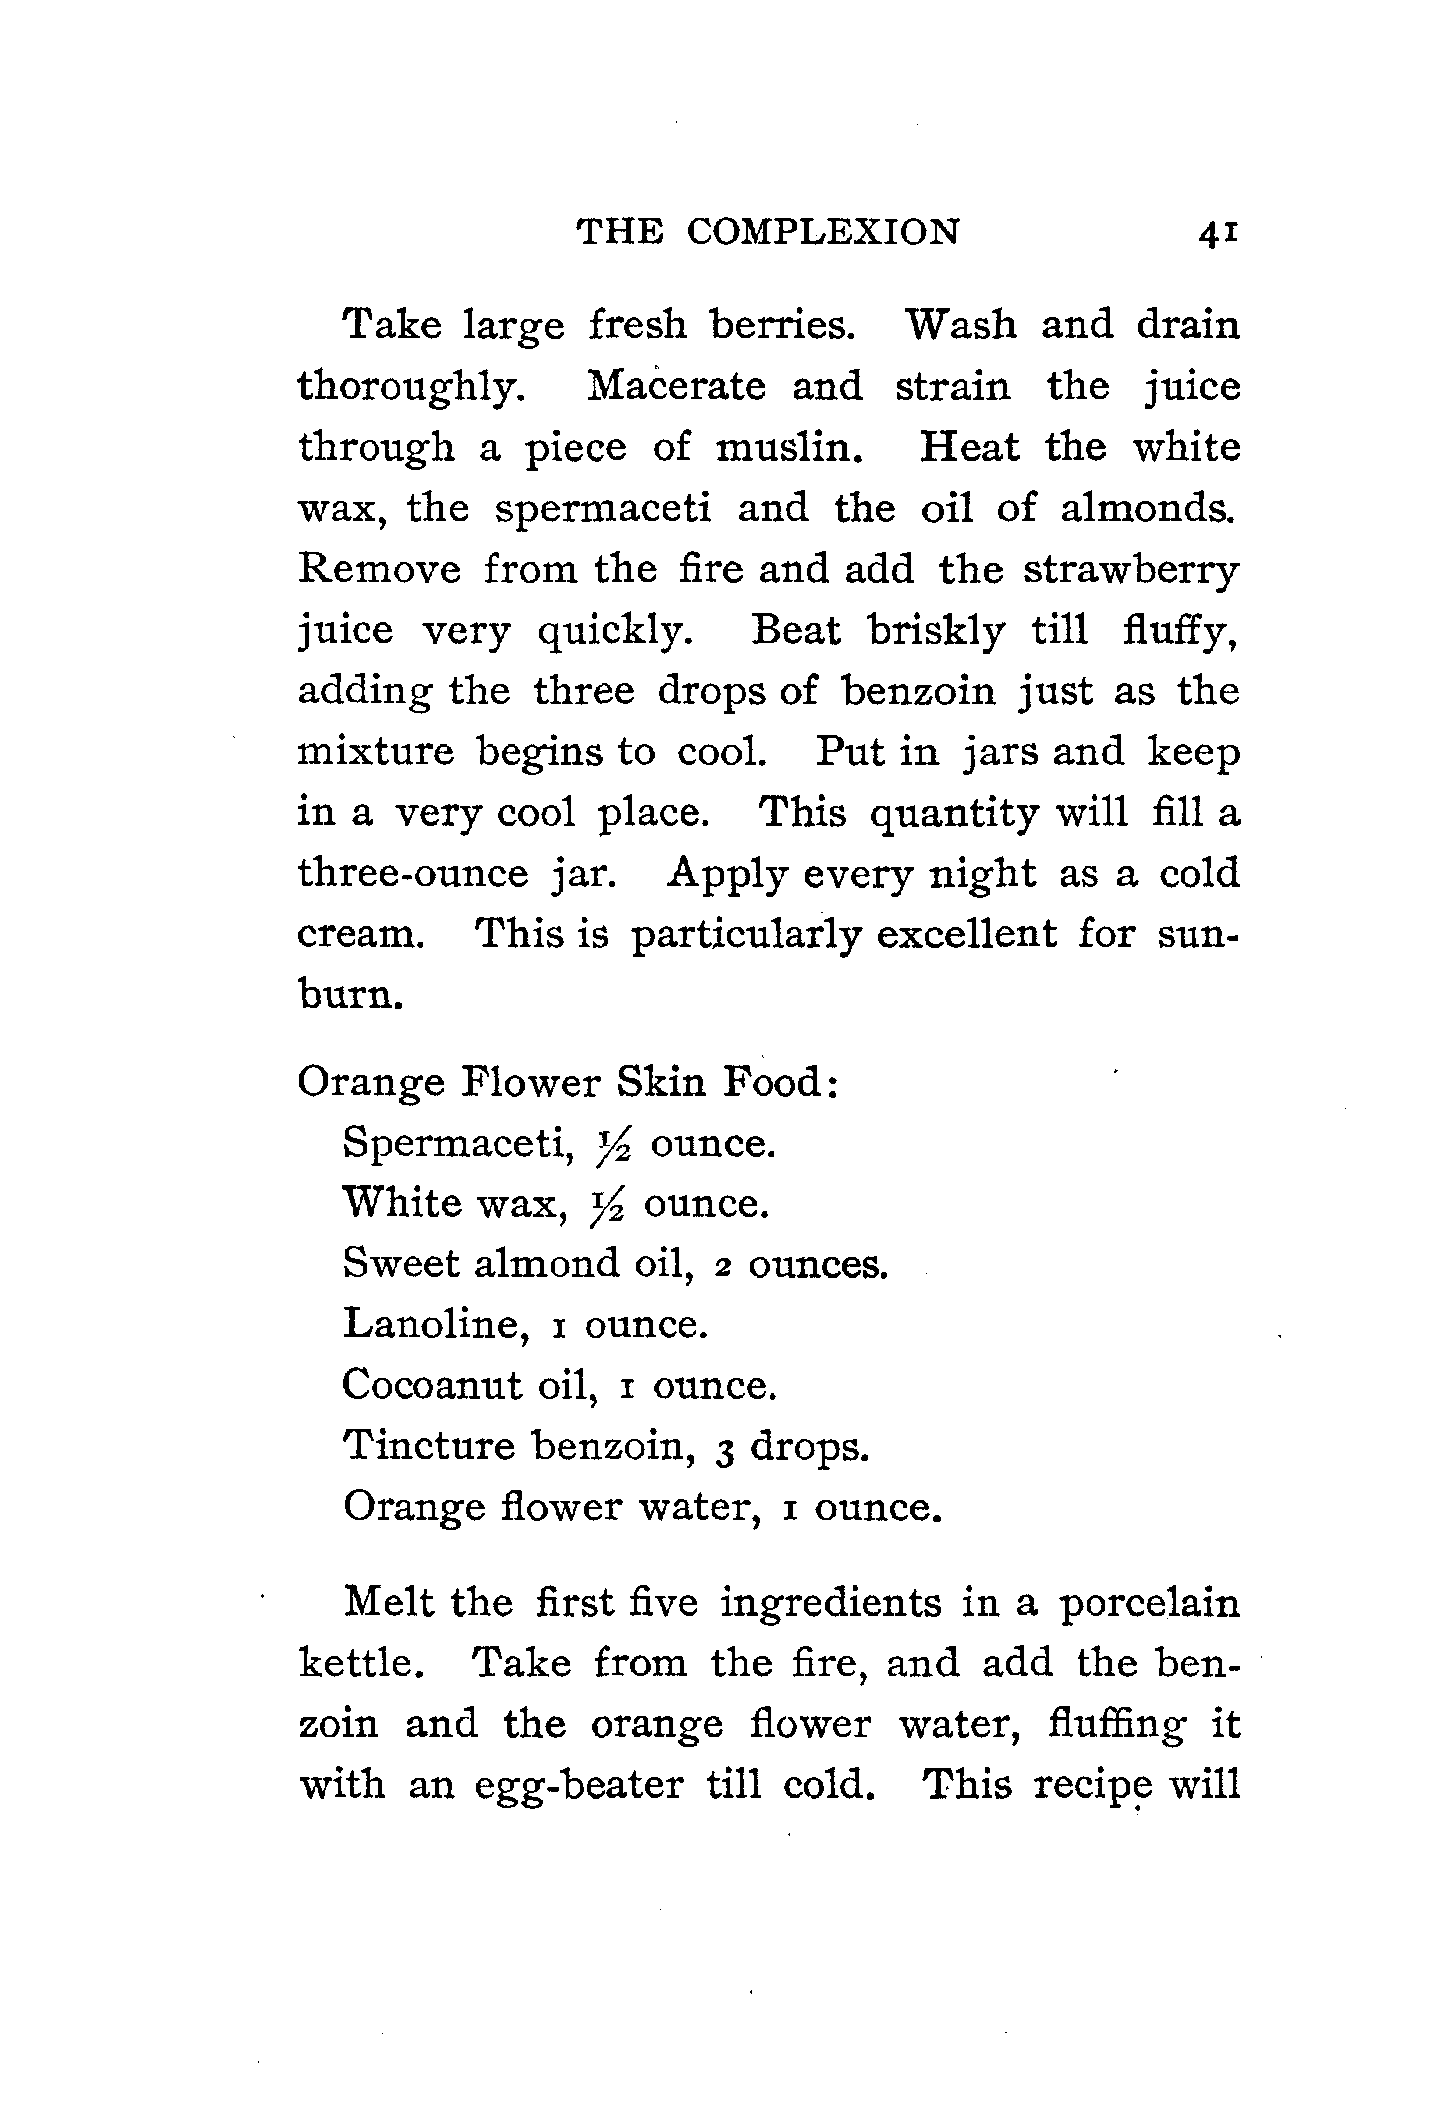 THE COMPLEXION 41
Take large fresh berries. Wash and drain
thoroughly. Macerate and strain the juice
through a piece of muslin. Heat the white
wax, the spermaceti and the oil of almonds.
Remove from the fire and add the strawberry
juice very quickly. Beat briskly till fluffy,
adding the three drops of benzoin just as the
mixture begins to cool. Put in jars and keep
in a very cool place. This quantity will fill a
three-ounce jar. Apply every night as a cold
cream. This is particularly excellent for sun-
burn.
Orange Flower Skin Food:
Spermaceti, ½ ounce.
White wax, ½ ounce.
Sweet almond oil, 2 ounces.
Lanoline, 1 ounce.
Cocoanut oil, 1 ounce.
Tincture benzoin, 3 drops.
Orange flower water, 1 ounce.
Melt the first five ingredients in a porcelain
kettle. Take from the fire, and add the ben-
zoin and the orange flower water, fluffing it
with an egg-beater till cold. This recipe will